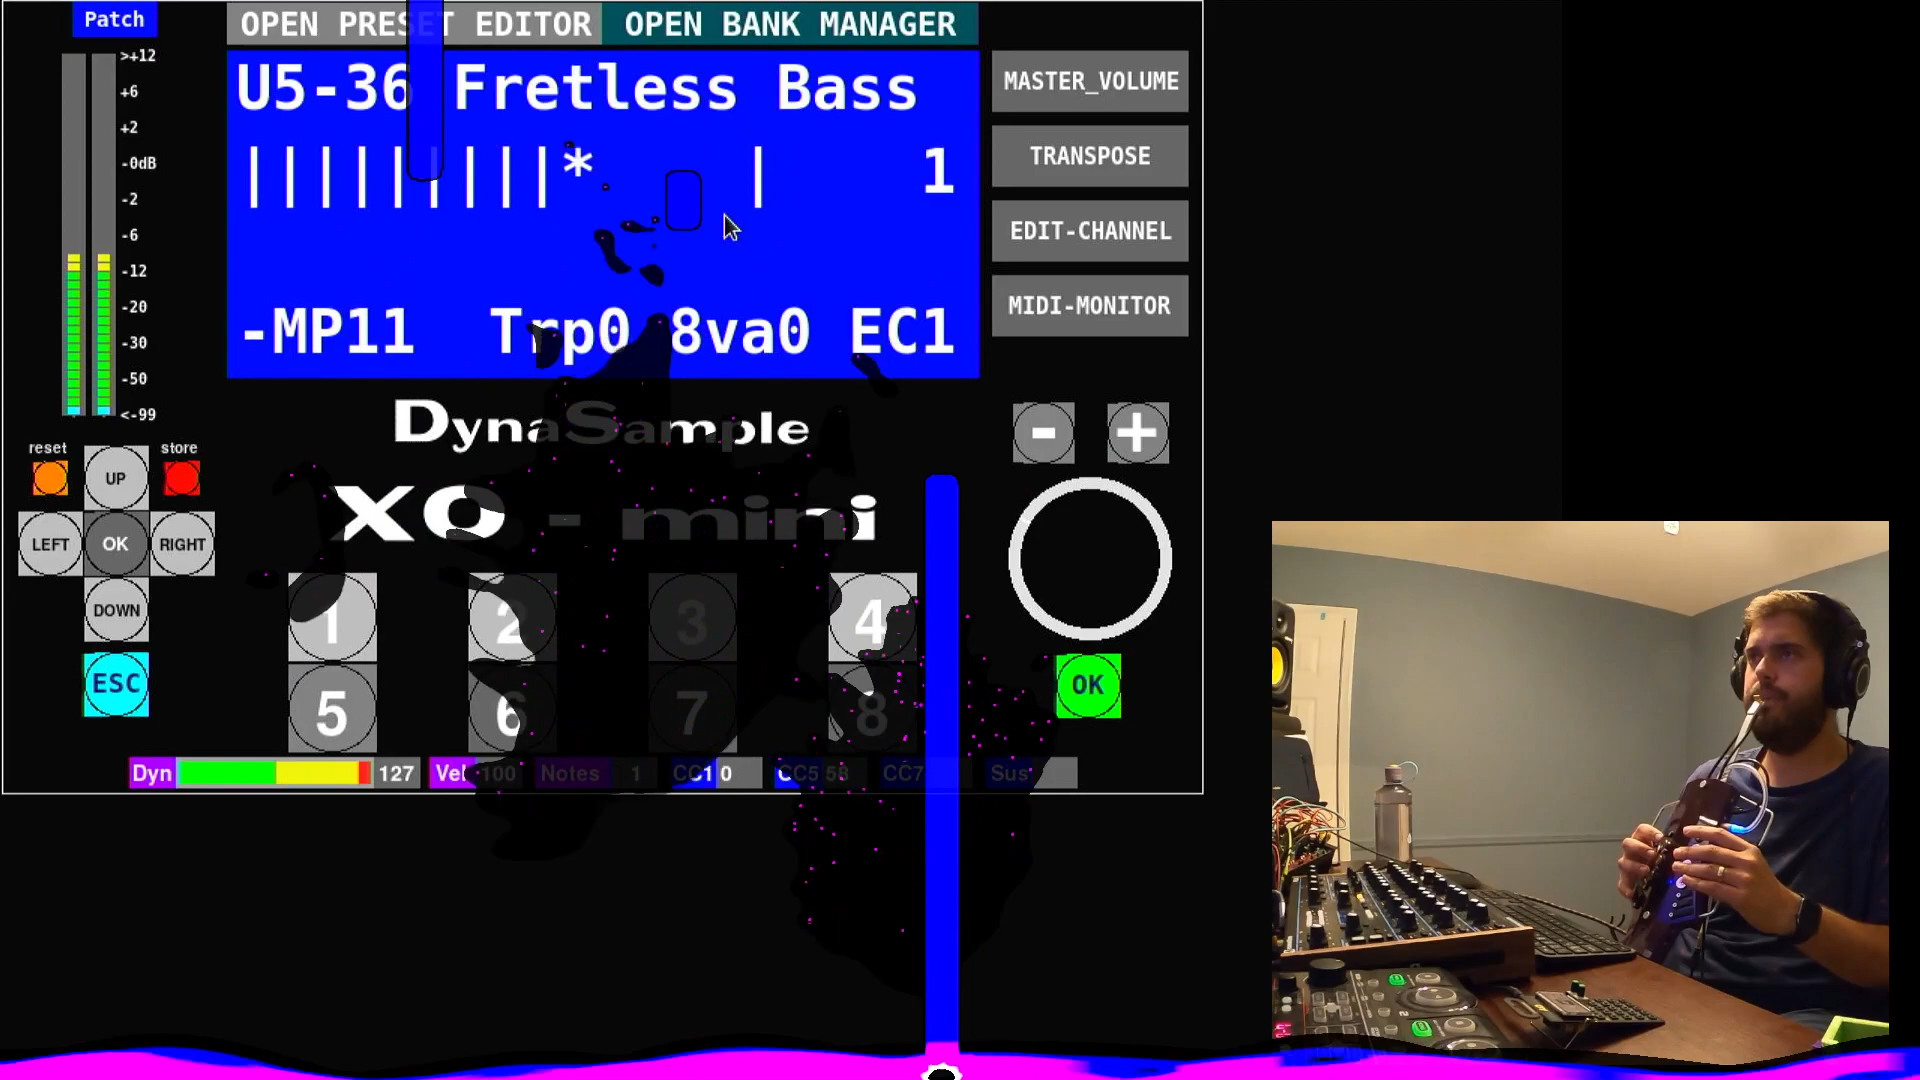 Patch
OPEN PRESET EDITOR
OPEN BANK MANAGER
>+12
+6
+2
-0dB
-2
-6
-12
-20
-30
-50
<-99
U5-36 Fretless Bass
|||||||||* | 1
-MP11 Trp0 8va0 EC1
MASTER_VOLUME
TRANSPOSE
EDIT-CHANNEL
MIDI-MONITOR
DynaSample
XO - mini
- +
reset
store
UP
LEFT
OK
RIGHT
DOWN
ESC
1 2 3 4
5 6 7 8
OK
Dyn 127 Vel 100 Notes 1 CC1 0 CC5 58 CC7 Sus